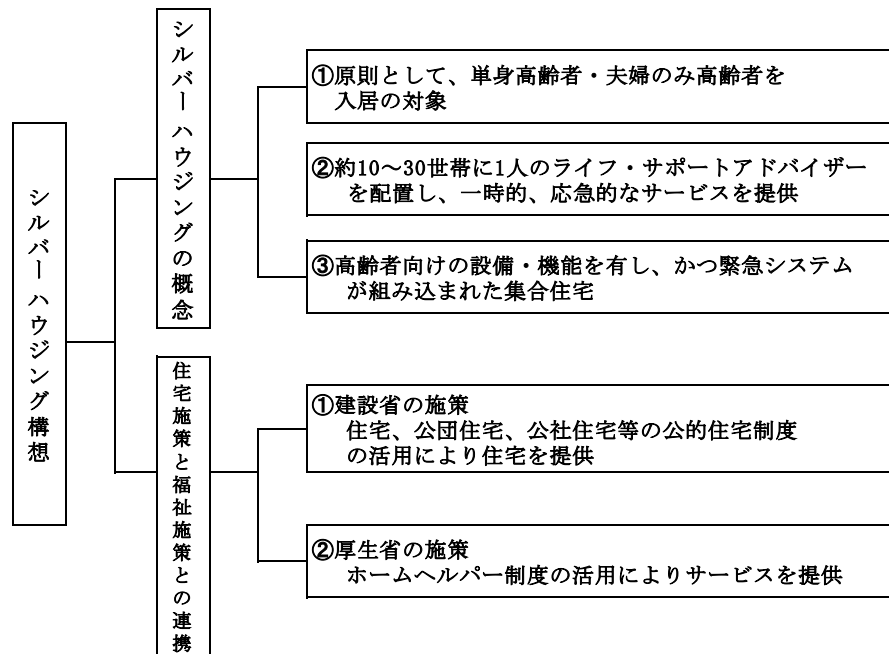 シルバーハウジング構想
シルバーハウジングの概念
①原則として、単身高齢者・夫婦のみ高齢者を
入居の対象
②約10～30世帯に1人のライフ・サポートアドバイザー
を配置し、一時的、応急的なサービスを提供
③高齢者向けの設備・機能を有し、かつ緊急システム
が組み込まれた集合住宅
住宅施策と福祉施策との連携
①建設省の施策
住宅、公団住宅、公社住宅等の公的住宅制度
の活用により住宅を提供
②厚生省の施策
ホームヘルパー制度の活用によりサービスを提供